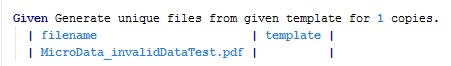 Given Generate unique files from given template for 1 copies.
| filename | template |
| MicroData_invalidDataTest.pdf | |